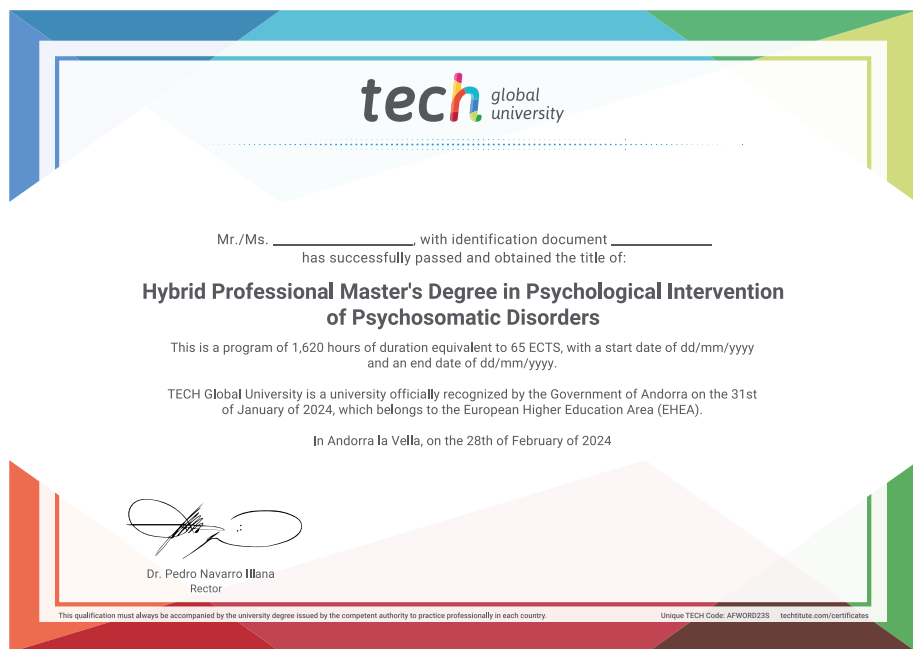 tech global
university
Mr./Ms. ____________, with identification document ____________
has successfully passed and obtained the title of:
Hybrid Professional Master's Degree in Psychological Intervention
of Psychosomatic Disorders
This is a program of 1,620 hours of duration equivalent to 65 ECTS, with a start date of dd/mm/yyyy
and an end date of dd/mm/yyyy.
TECH Global University is a university officially recognized by the Government of Andorra on the 31st
of January of 2024, which belongs to the European Higher Education Area (EHEA).
In Andorra la Vella, on the 28th of February of 2024
Dr. Pedro Navarro Illana
Rector
This qualification must always be accompanied by the university degree issued by the competent authority to practice professionally in each country.
Unique TECH Code: AFWORD23S techtitute.com/certificates